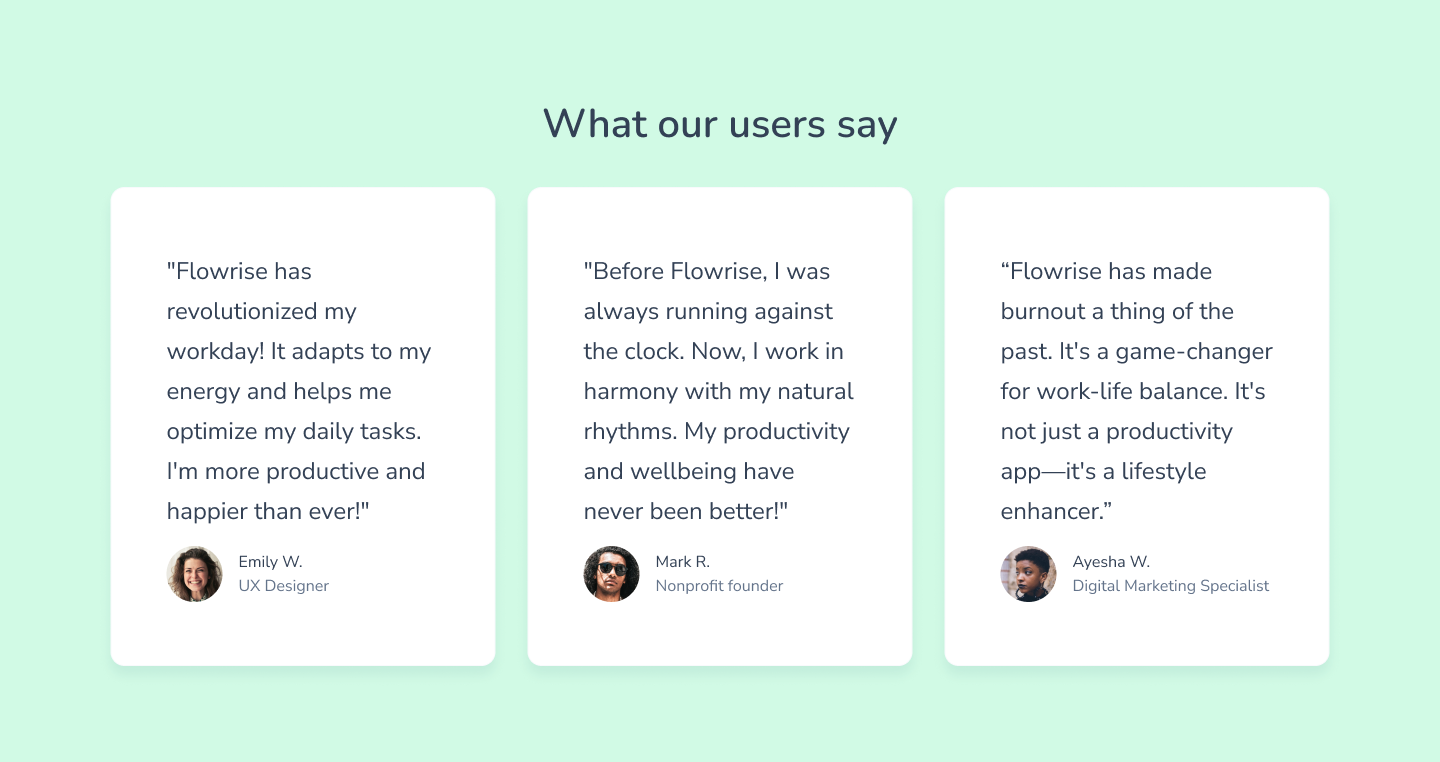 What our users say
"Flowrise has
revolutionized my
workday! It adapts to my
energy and helps me
optimize my daily tasks.
I'm more productive and
happier than ever!"
Emily W.
UX Designer
"Before Flowrise, I was
always running against
the clock. Now, I work in
harmony with my natural
rhythms. My productivity
and wellbeing have
never been better!"
Mark R.
Nonprofit founder
“Flowrise has made
burnout a thing of the
past. It's a game-changer
for work-life balance. It's
not just a productivity
app—it's a lifestyle
enhancer.”
Ayesha W.
Digital Marketing Specialist